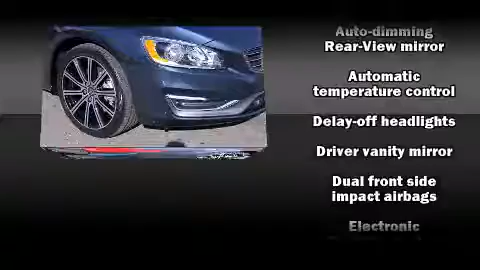 Auto-dimming
Rear-View mirror
Automatic
temperature control
Delay-off headlights
Driver vanity mirror
Dual front side
impact airbags
Electronic